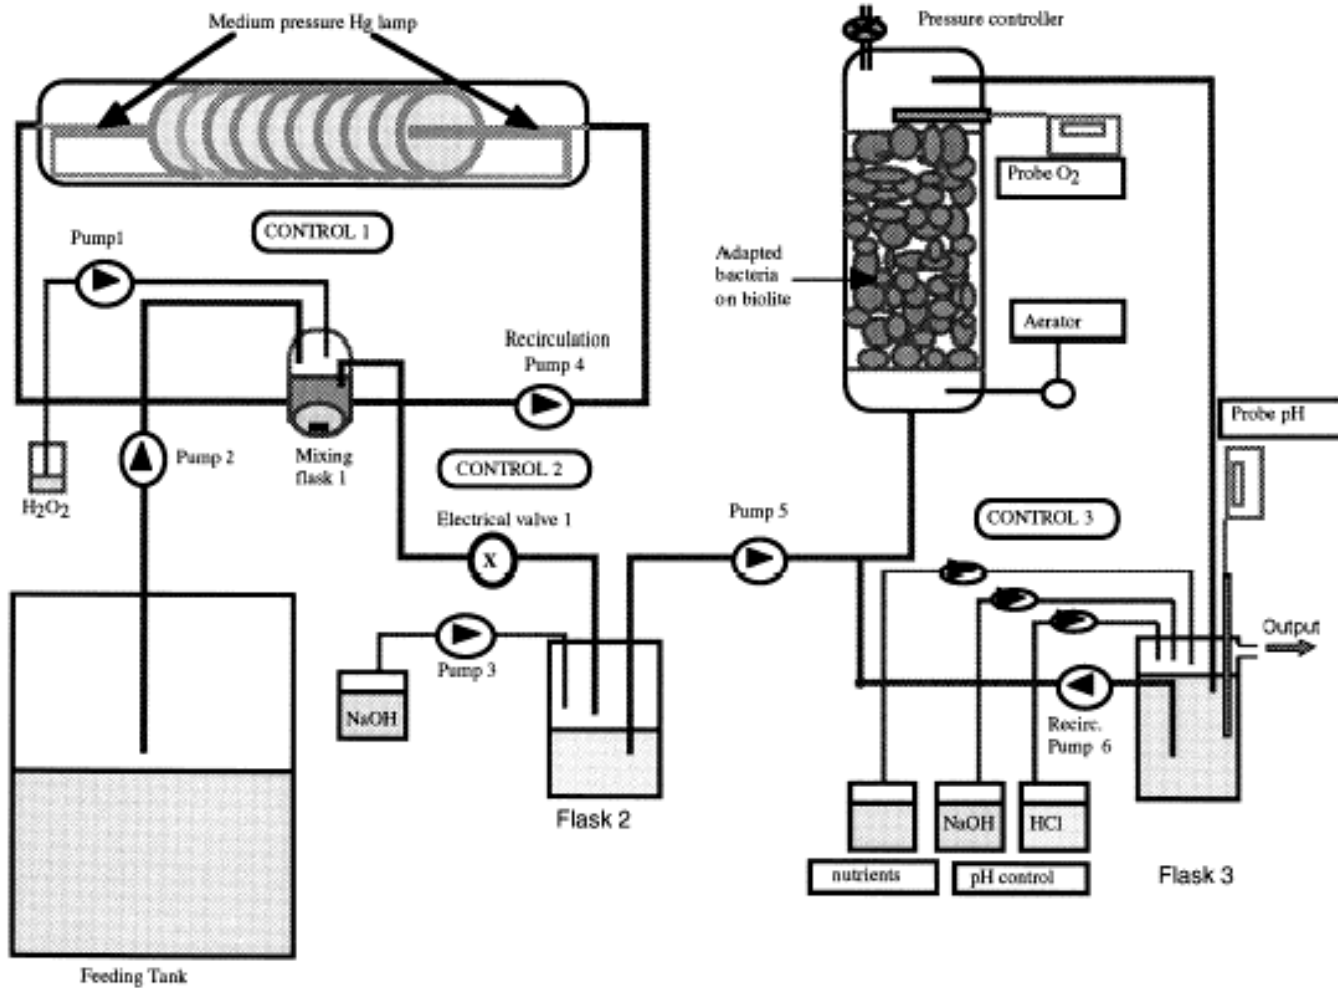 Medium pressure Hg lamp
Pressure controller
Probe O2
CONTROL 1
Pump1
Adapted
bacteria
on biolite
Aerator
Recirculation
Pump 4
Probe pH
Pump 2
Mixing
flask 1
CONTROL 2
H2O2
Electrical valve 1
X
Pump 5
CONTROL 3
Output
Pump 3
NaOH
Recirc.
Pump 6
Flask 2
NaOH
HCl
nutrients
pH control
Flask 3
Feeding Tank